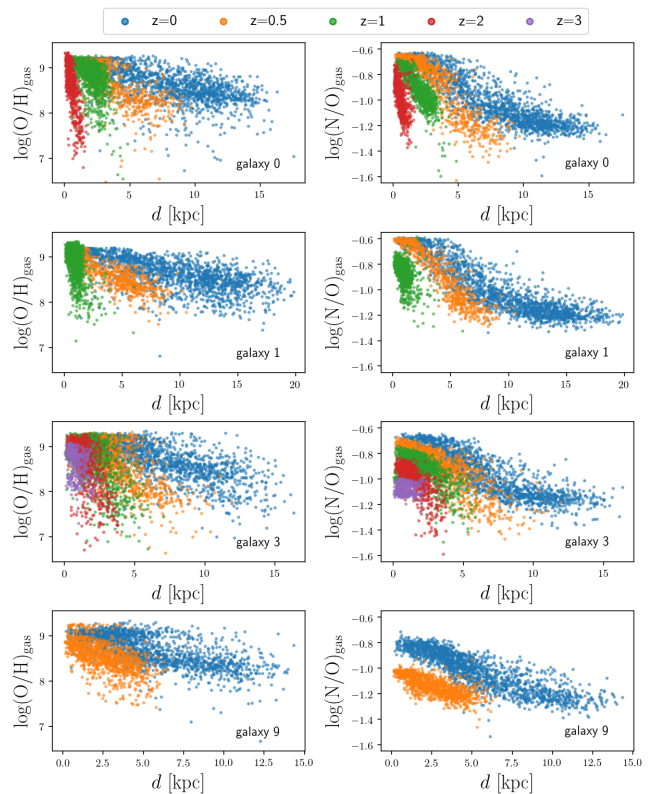 z=0 z=0.5 z=1 z=2 z=3
log(O/H)gas
9
8
7
galaxy 0
0 5 10 15
d [kpc]
log(N/O)gas
−0.6
−0.8
−1.0
−1.2
−1.4
−1.6
galaxy 0
0 5 10 15
d [kpc]
log(O/H)gas
9
8
7
galaxy 1
0 5 10 15 20
d [kpc]
log(N/O)gas
−0.6
−0.8
−1.0
−1.2
−1.4
−1.6
galaxy 1
0 5 10 15 20
d [kpc]
log(O/H)gas
9
8
7
galaxy 3
0 5 10 15
d [kpc]
log(N/O)gas
−0.6
−0.8
−1.0
−1.2
−1.4
−1.6
galaxy 3
0 5 10 15
d [kpc]
log(O/H)gas
9
8
7
galaxy 9
0.0 2.5 5.0 7.5 10.0 12.5 15.0
d [kpc]
log(N/O)gas
−0.6
−0.8
−1.0
−1.2
−1.4
−1.6
galaxy 9
0.0 2.5 5.0 7.5 10.0 12.5 15.0
d [kpc]